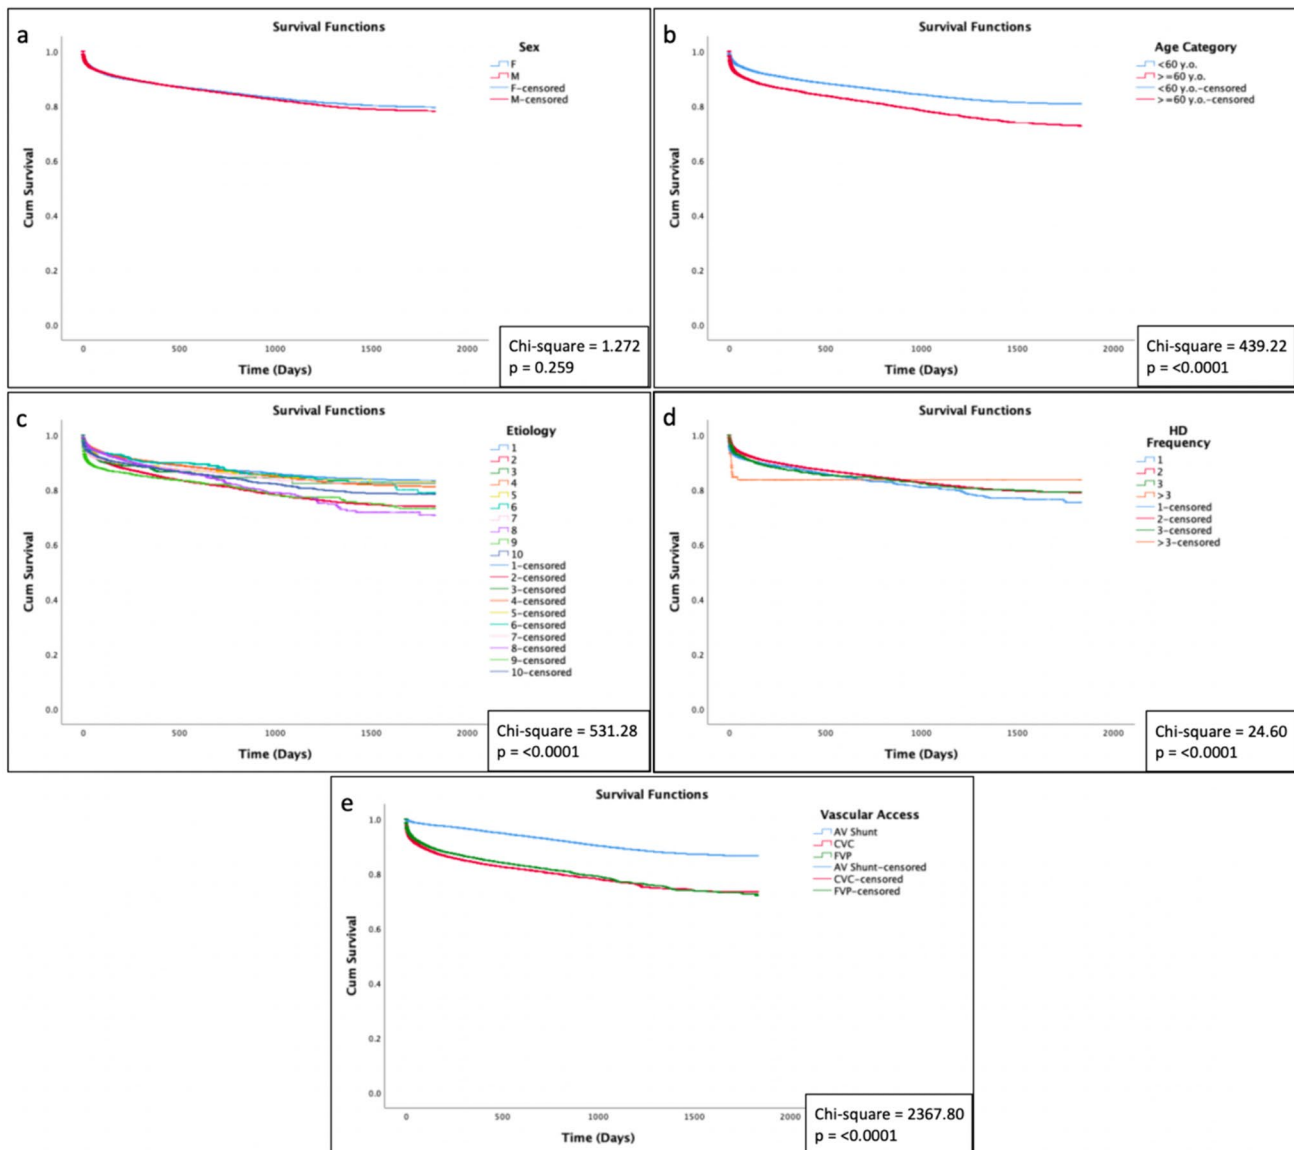 a
Survival Functions
Sex
F
M
F-censored
M-censored
1.0
0.8
0.6
0.4
0.2
0.0
Cum Survival
0 500 1000 1500 2000
Time (Days)
Chi-square = 1.272
p = 0.259
b
Survival Functions
Age Category
<60 y.o.
>=60 y.o.
<60 y.o.-censored
>=60 y.o.-censored
1.0
0.8
0.6
0.4
0.2
0.0
Cum Survival
0 500 1000 1500 2000
Time (Days)
Chi-square = 439.22
p = <0.0001
c
Survival Functions
Etiology
1
2
3
4
5
6
7
8
9
10
1-censored
2-censored
3-censored
4-censored
5-censored
6-censored
7-censored
8-censored
9-censored
10-censored
1.0
0.8
0.6
0.4
0.2
0.0
Cum Survival
0 500 1000 1500 2000
Time (Days)
Chi-square = 531.28
p = <0.0001
d
Survival Functions
HD
Frequency
1
2
3
>3
1-censored
2-censored
3-censored
>3-censored
1.0
0.8
0.6
0.4
0.2
0.0
Cum Survival
0 500 1000 1500 2000
Time (Days)
Chi-square = 24.60
p = <0.0001
e
Survival Functions
Vascular Access
AV Shunt
CVC
FVP
AV Shunt-censored
CVC-censored
FVP-censored
1.0
0.8
0.6
0.4
0.2
0.0
Cum Survival
0 500 1000 1500 2000
Time (Days)
Chi-square = 2367.80
p = <0.0001